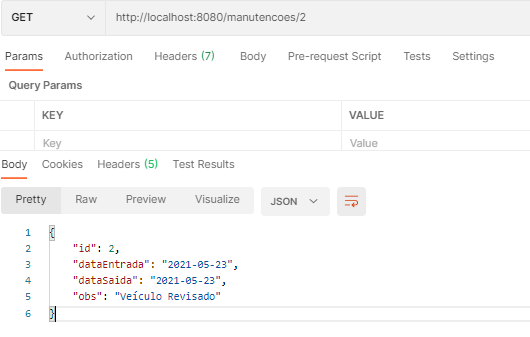 GET http://localhost:8080/manutencoes/2
Params Authorization Headers (7) Body Pre-request Script Tests Settings
Query Params
KEY VALUE
Key Value
Body Cookies Headers (5) Test Results
Pretty Raw Preview Visualize JSON
1 {
2 "id": 2,
3 "dataEntrada": "2021-05-23",
4 "dataSaida": "2021-05-23",
5 "obs": "Veículo Revisado"
6 }